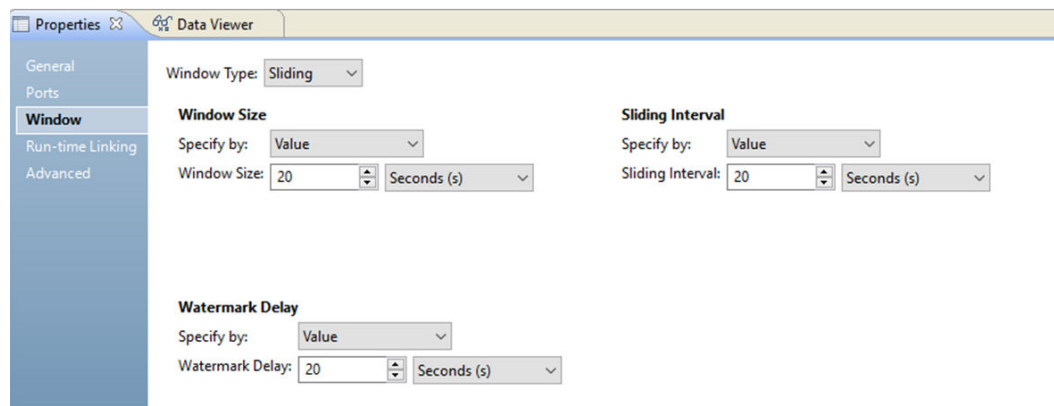 Properties Data Viewer
General
Ports
Window
Run-time Linking
Advanced
Window Type: Sliding
Window Size
Specify by: Value
Window Size: 20 Seconds (s)
Sliding Interval
Specify by: Value
Sliding Interval: 20 Seconds (s)
Watermark Delay
Specify by: Value
Watermark Delay: 20 Seconds (s)